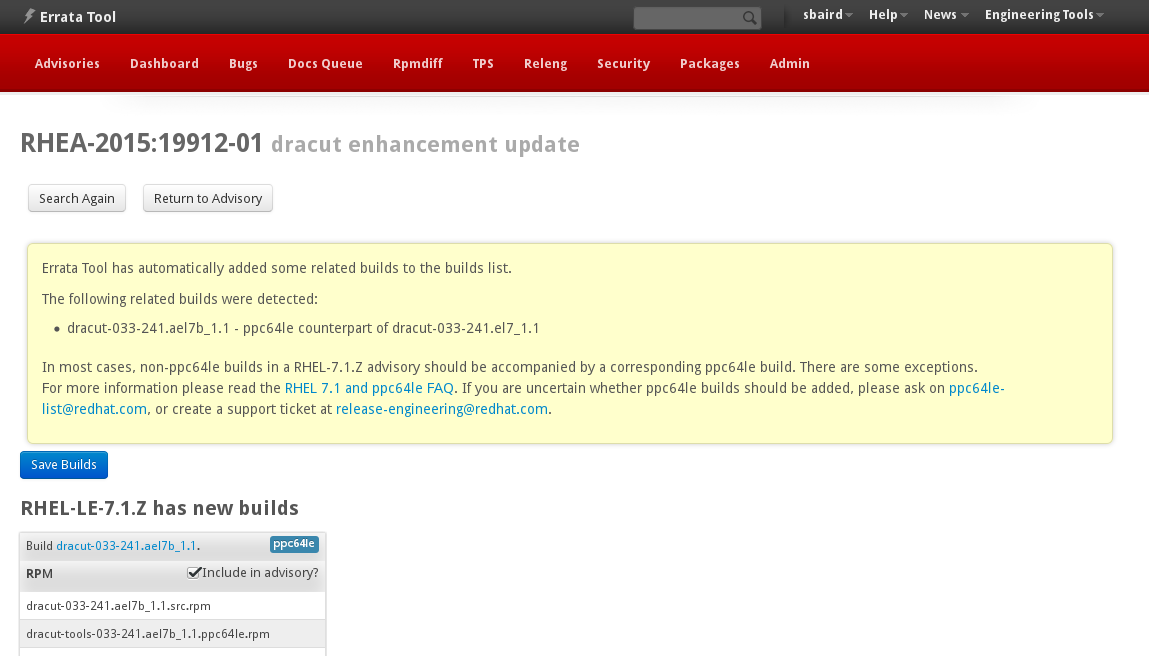 Errata Tool
sbaird Help News Engineering Tools
Advisories Dashboard Bugs Docs Queue Rpmdiff TPS Releng Security Packages Admin
RHEA-2015:19912-01 dracut enhancement update
Search Again Return to Advisory
Errata Tool has automatically added some related builds to the builds list.
The following related builds were detected:
• dracut-033-241.ael7b_1.1 - ppc64le counterpart of dracut-033-241.el7_1.1
In most cases, non-ppc64le builds in a RHEL-7.1.Z advisory should be accompanied by a corresponding ppc64le build. There are some exceptions.
For more information please read the RHEL 7.1 and ppc64le FAQ. If you are uncertain whether ppc64le builds should be added, please ask on ppc64le-
list@redhat.com, or create a support ticket at release-engineering@redhat.com.
Save Builds
RHEL-LE-7.1.Z has new builds
Build dracut-033-241.ael7b_1.1. ppc64le
RPM Include in advisory?
dracut-033-241.ael7b_1.1.src.rpm
dracut-tools-033-241.ael7b_1.1.ppc64le.rpm